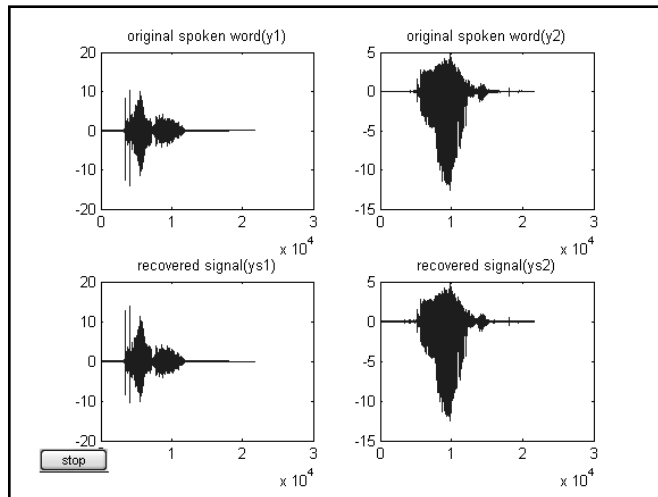 original spoken word(y1)
original spoken word(y2)
20
10
0
-10
-20
0 1 2 3
x 10^4
5
0
-5
-10
-15
0 1 2 3
x 10^4
recovered signal(ys1)
recovered signal(ys2)
20
10
0
-10
-20
0 1 2 3
x 10^4
5
0
-5
-10
-15
0 1 2 3
x 10^4
stop